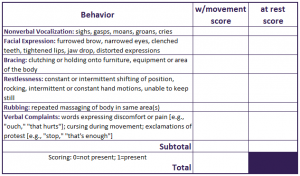 Behavior w/movement score at rest score
Nonverbal Vocalization: sighs, gasps, moans, groans, cries
Facial Expression: furrowed brow, narrowed eyes, clenched
teeth, tightened lips, jaw drop, distorted expressions
Bracing: clutching or holding onto furniture, equipment or area
of the body
Restlessness: constant or intermittent shifting of position,
rocking, intermittent or constant hand motions, unable to keep
still
Rubbing: repeated massaging of body in same area(s)
Verbal Complaints: words expressing discomfort or pain [e.g.,
"ouch," "that hurts"); cursing during movement; exclamations of
protest [e.g., "stop," "that's enough"]
Subtotal
Scoring: 0=not present; 1=present
Total